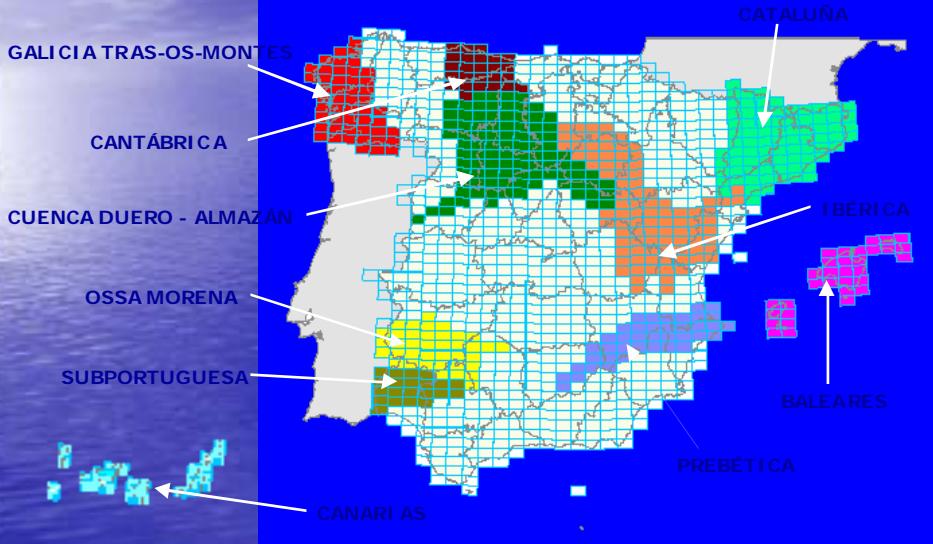 CATALUÑA
GALICIA TRAS-OS-MONTES
CANTÁBRICA
CUENCA DUERO - ALMAZÁN
IBÉRICA
OSSA MORENA
SUBPORTUGUESA
BALEARES
PREBÉTICA
CANARIAS